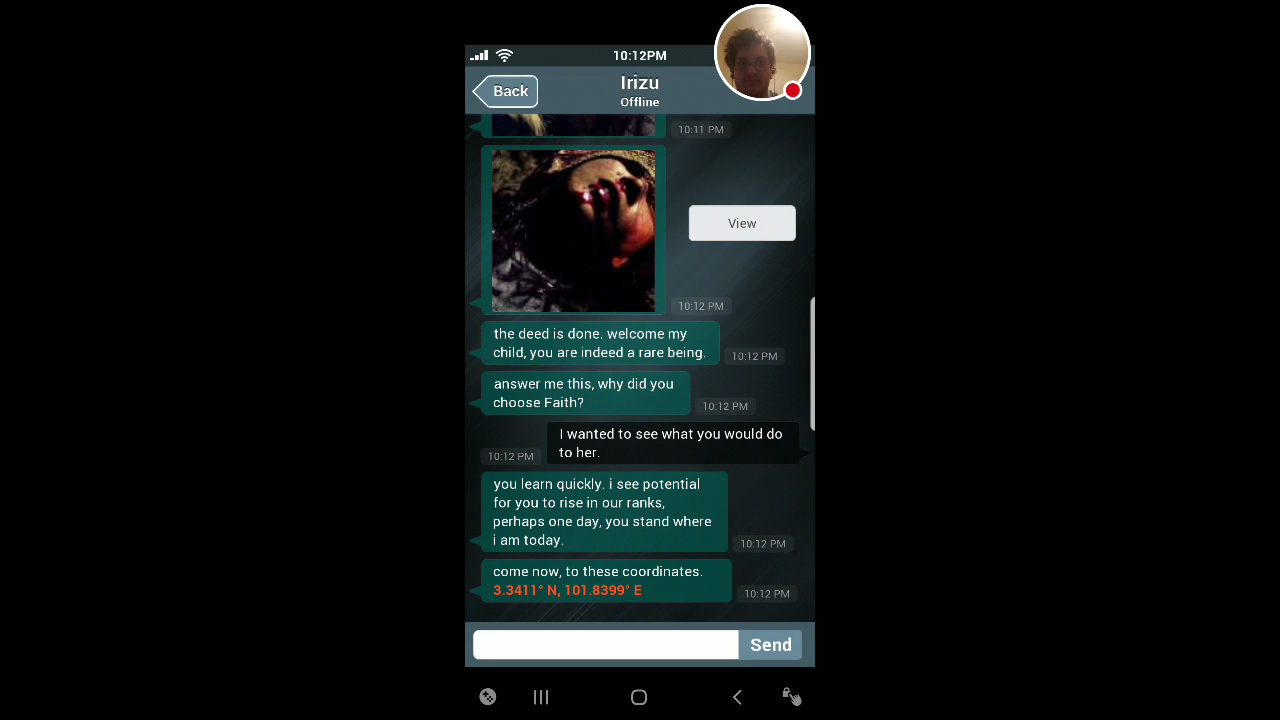 10:12PM
Back
Irizu
Offline
10:11 PM
View
10:12 PM
the deed is done. welcome my
child, you are indeed a rare being.
10:12 PM
answer me this, why did you
choose Faith?
10:12 PM
I wanted to see what you would do
to her.
10:12 PM
you learn quickly. i see potential
for you to rise in our ranks,
perhaps one day, you stand where
i am today.
10:12 PM
come now, to these coordinates.
3.3411° N, 101.8399° E
10:12 PM
Send